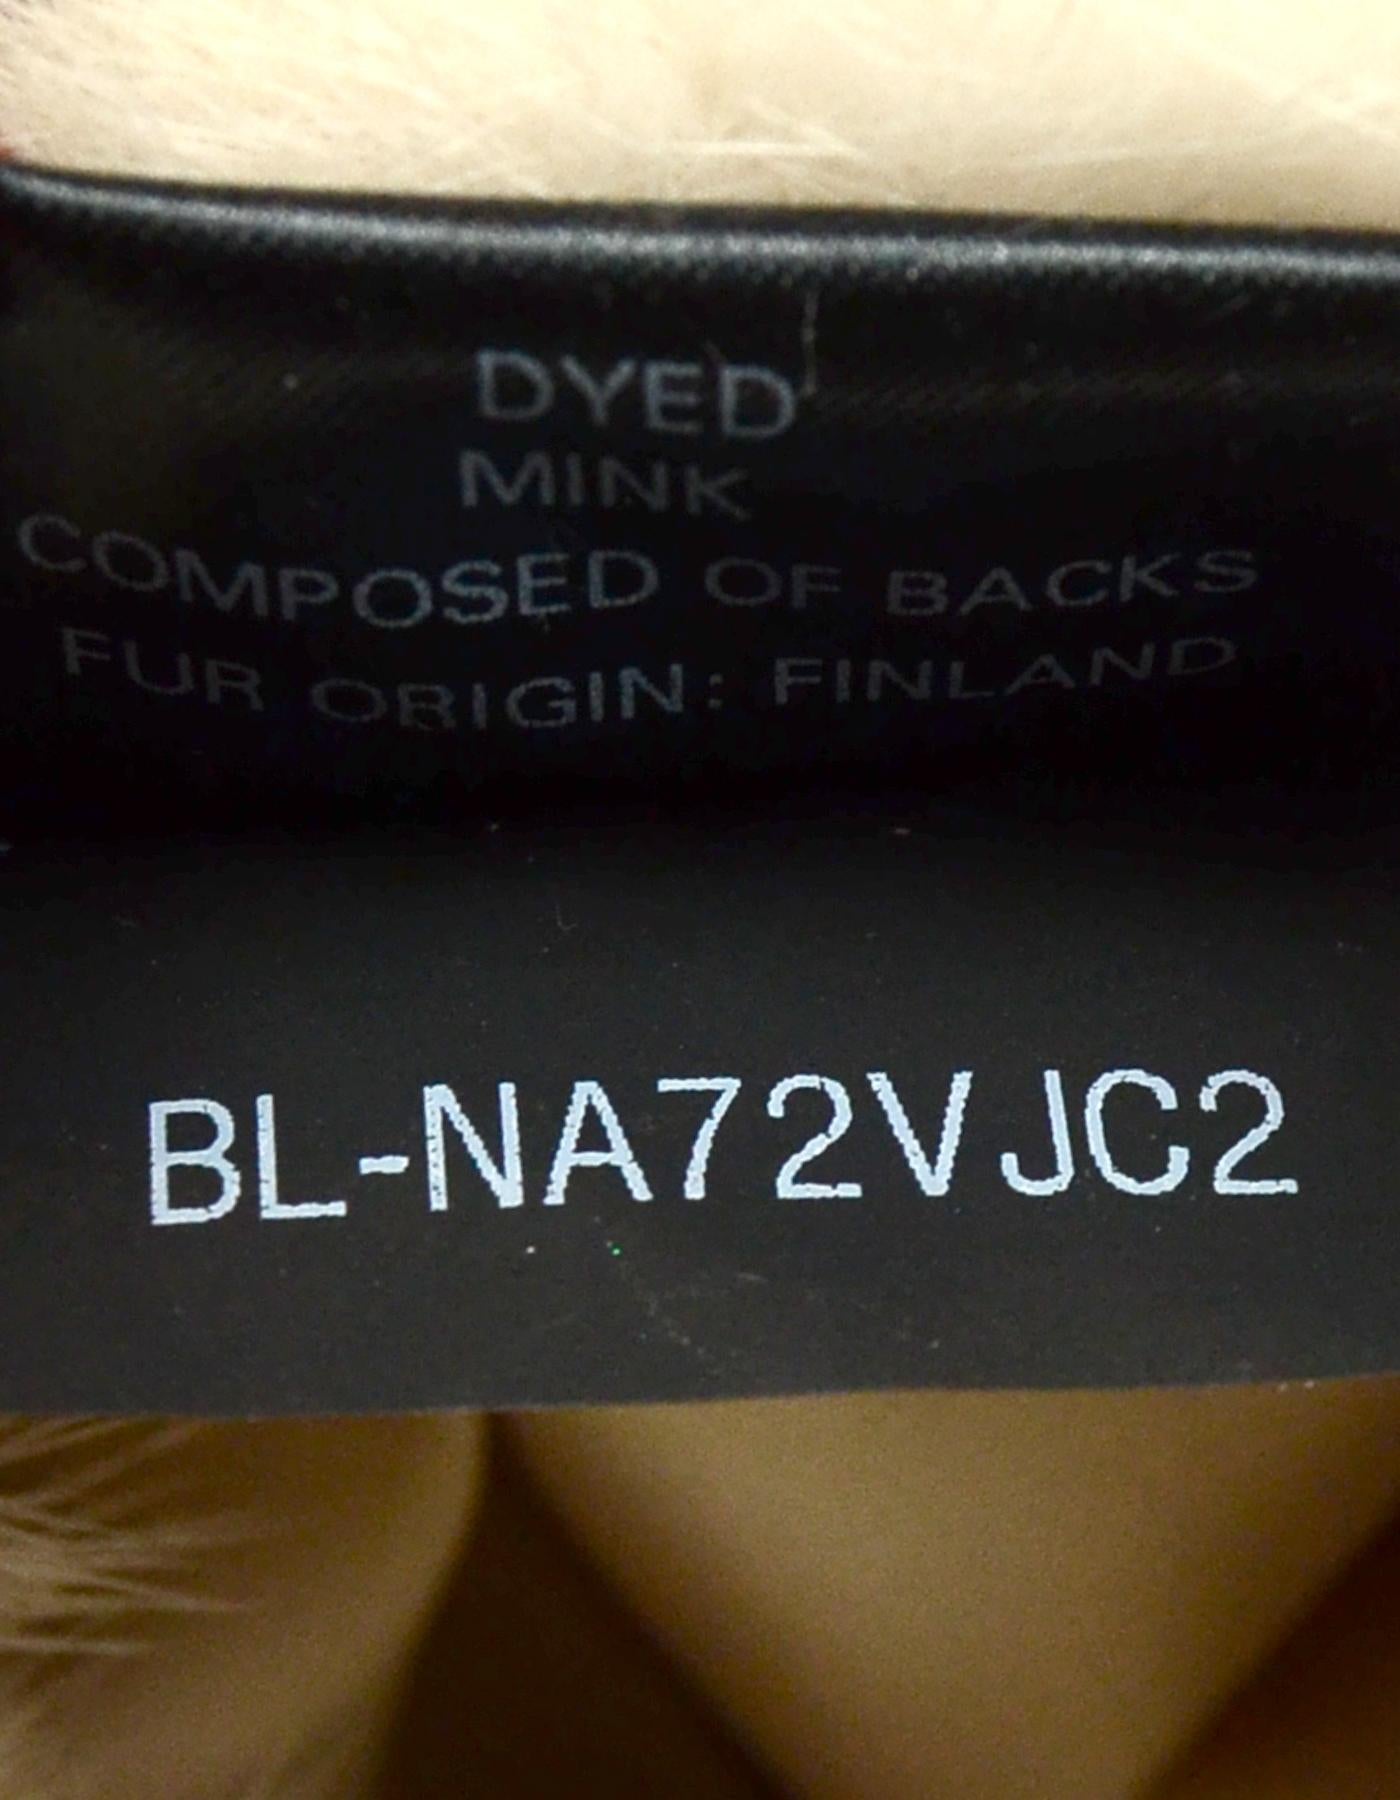 DYED
MINK
COMPOSED OF BACKS
FUR ORIGIN: FINLAND
BL-NA72VJC2